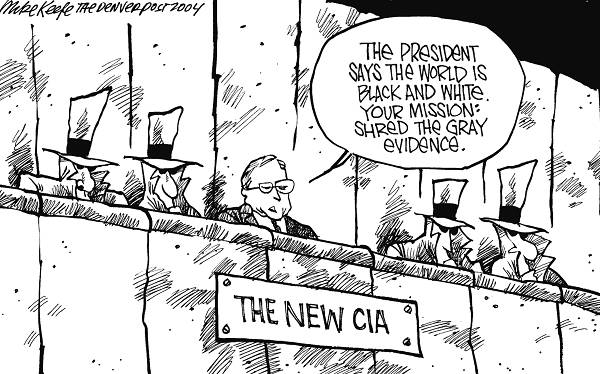 Mike Keefe THE DENVER POST 2004
THE PRESIDENT
SAYS THE WORLD IS
BLACK AND WHITE.
YOUR MISSION:
SHRED THE GRAY
EVIDENCE.
THE NEW CIA